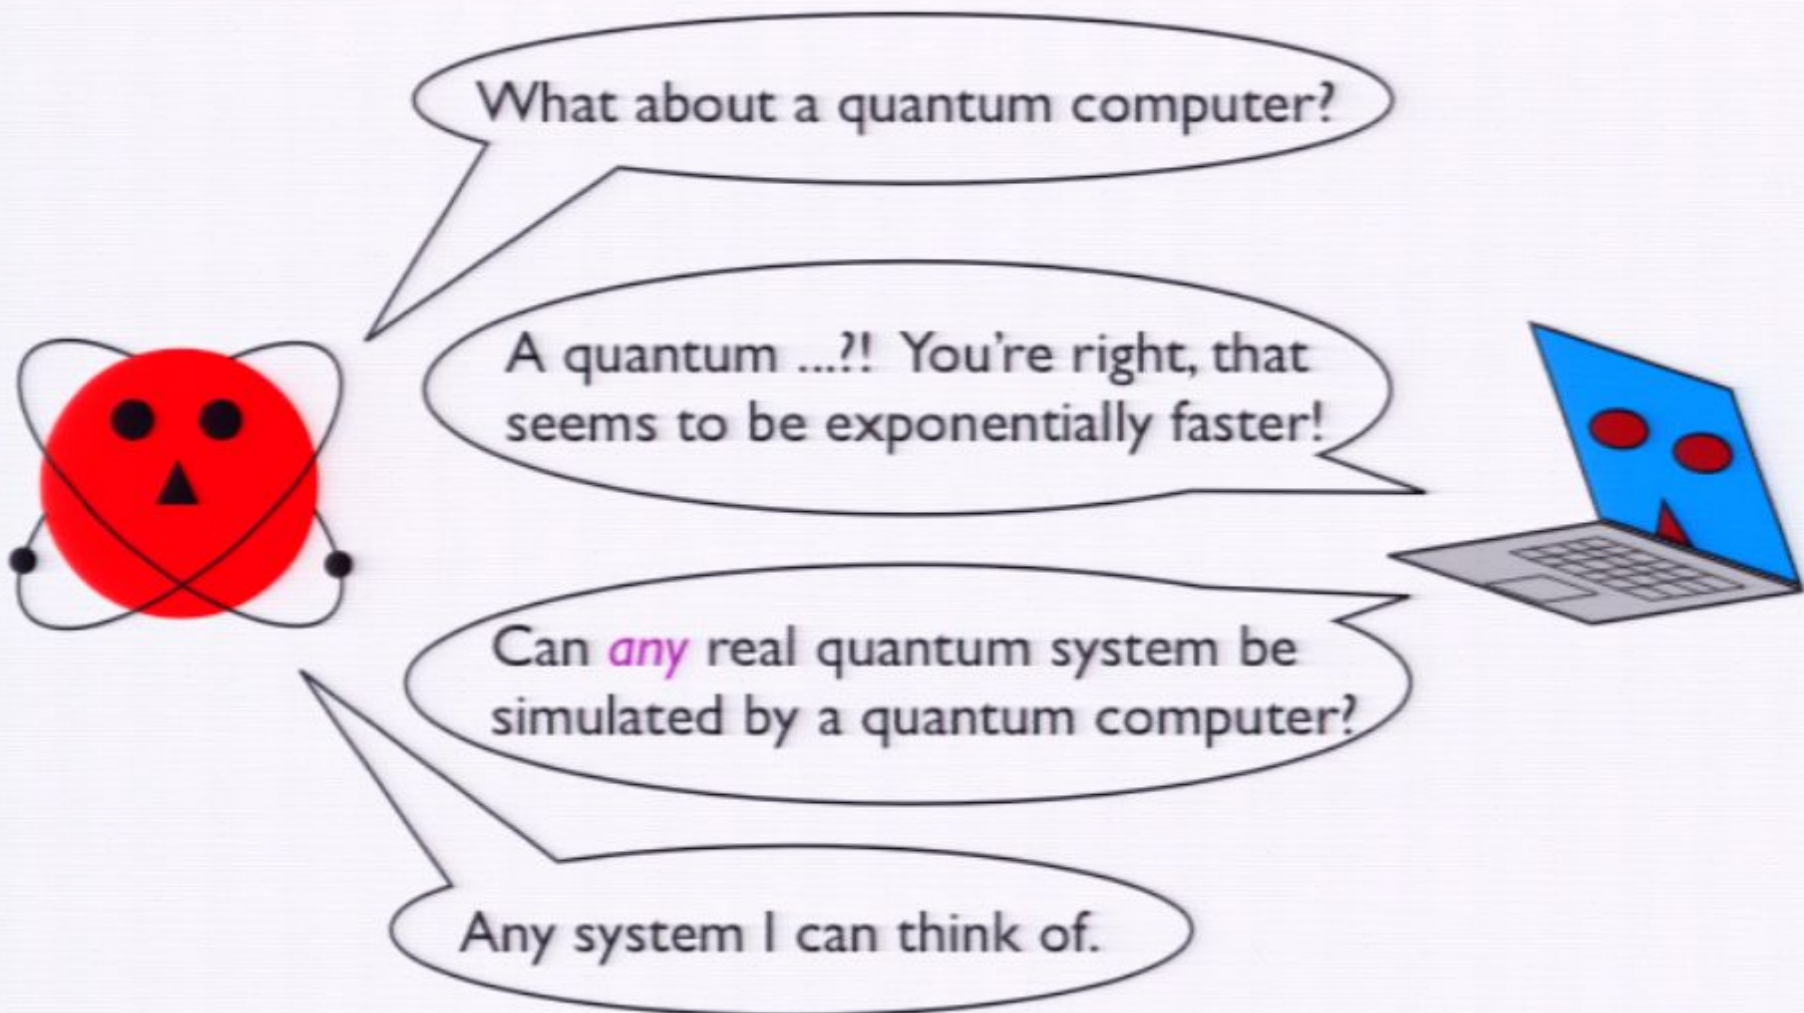 What about a quantum computer?
A quantum ...?! You're right, that
seems to be exponentially faster!
Can any real quantum system be
simulated by a quantum computer?
Any system I can think of.